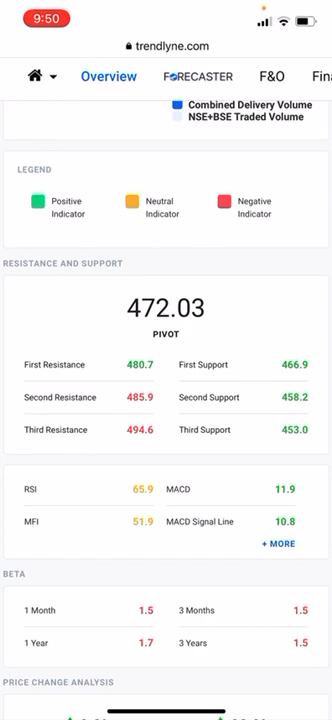 9:50
trendlyne.com
Overview FORECASTER F&O Fin
Combined Delivery Volume
NSE+BSE Traded Volume
LEGEND
Positive Indicator
Neutral Indicator
Negative Indicator
RESISTANCE AND SUPPORT
472.03
PIVOT
First Resistance 480.7 First Support 466.9
Second Resistance 485.9 Second Support 458.2
Third Resistance 494.6 Third Support 453.0
RSI 65.9 MACD 11.9
MFI 51.9 MACD Signal Line 10.8
+ MORE
BETA
1 Month 1.5 3 Months 1.5
1 Year 1.7 3 Years 1.5
PRICE CHANGE ANALYSIS